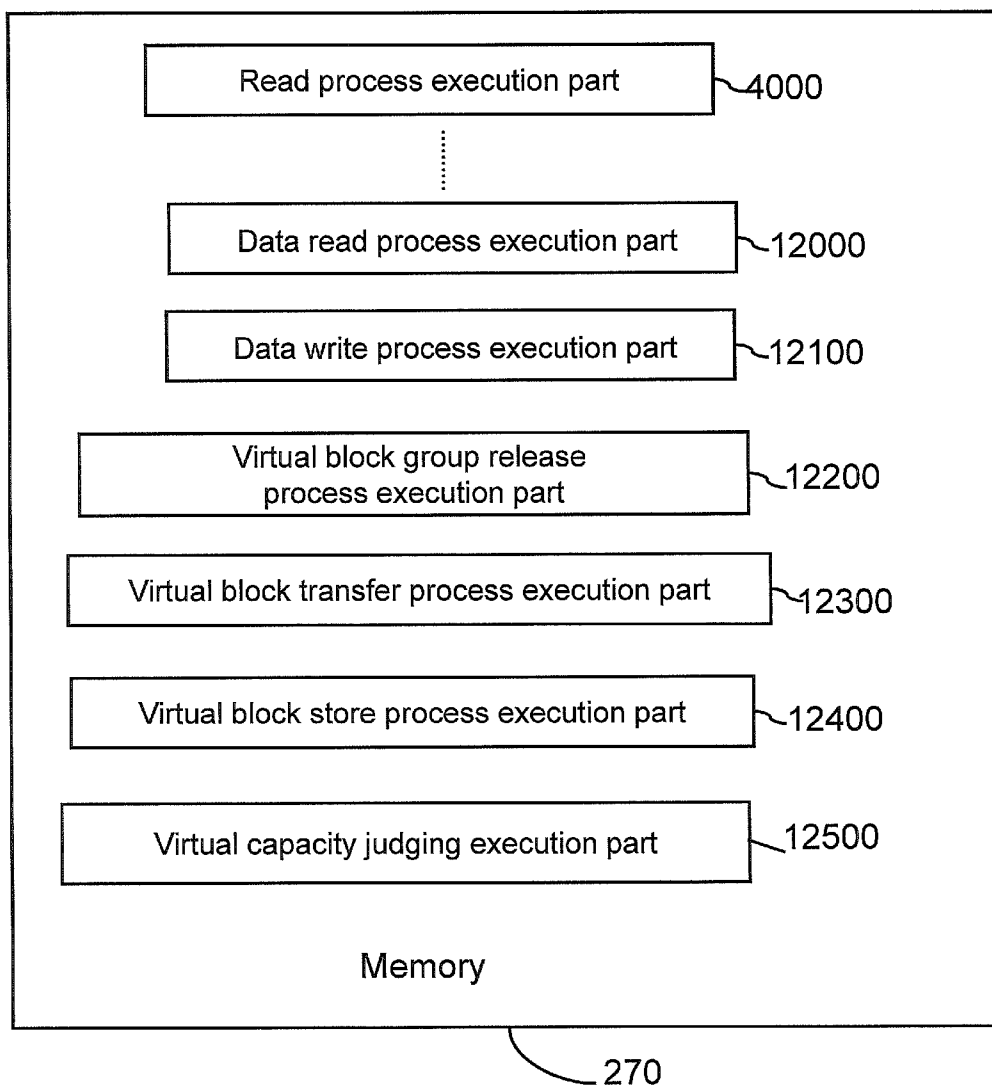 Read process execution part
4000
Data read process execution part
12000
Data write process execution part
12100
Virtual block group release
process execution part
12200
Virtual block transfer process execution part
12300
Virtual block store process execution part
12400
Virtual capacity judging execution part
12500
Memory
270